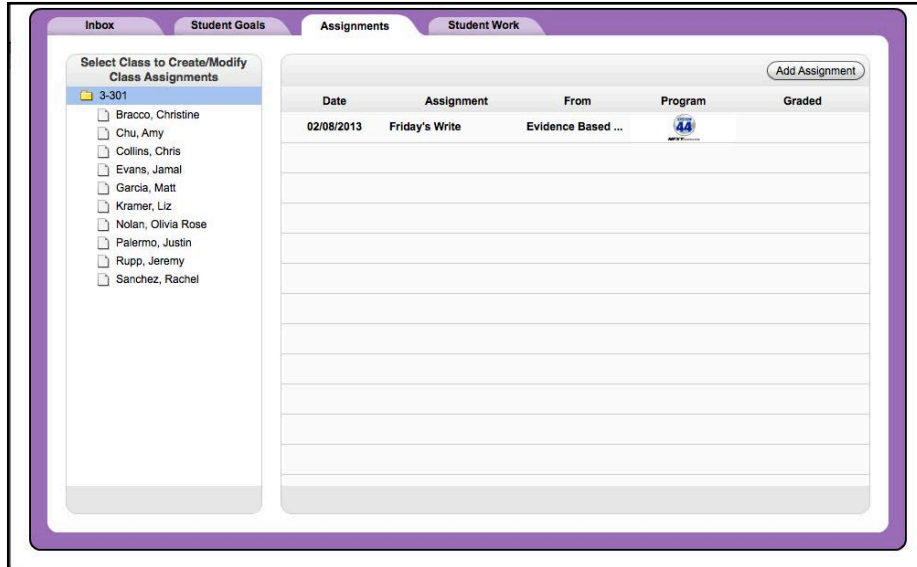 Inbox
Student Goals
Assignments
Student Work
Select Class to Create/Modify
Class Assignments
3-301
Bracco, Christine
Chu, Amy
Collins, Chris
Evans, Jamal
Garcia, Matt
Kramer, Liz
Nolan, Olivia Rose
Palermo, Justin
Rupp, Jeremy
Sanchez, Rachel
Add Assignment
Date Assignment From Program Graded
02/08/2013 Friday's Write Evidence Based ... 44